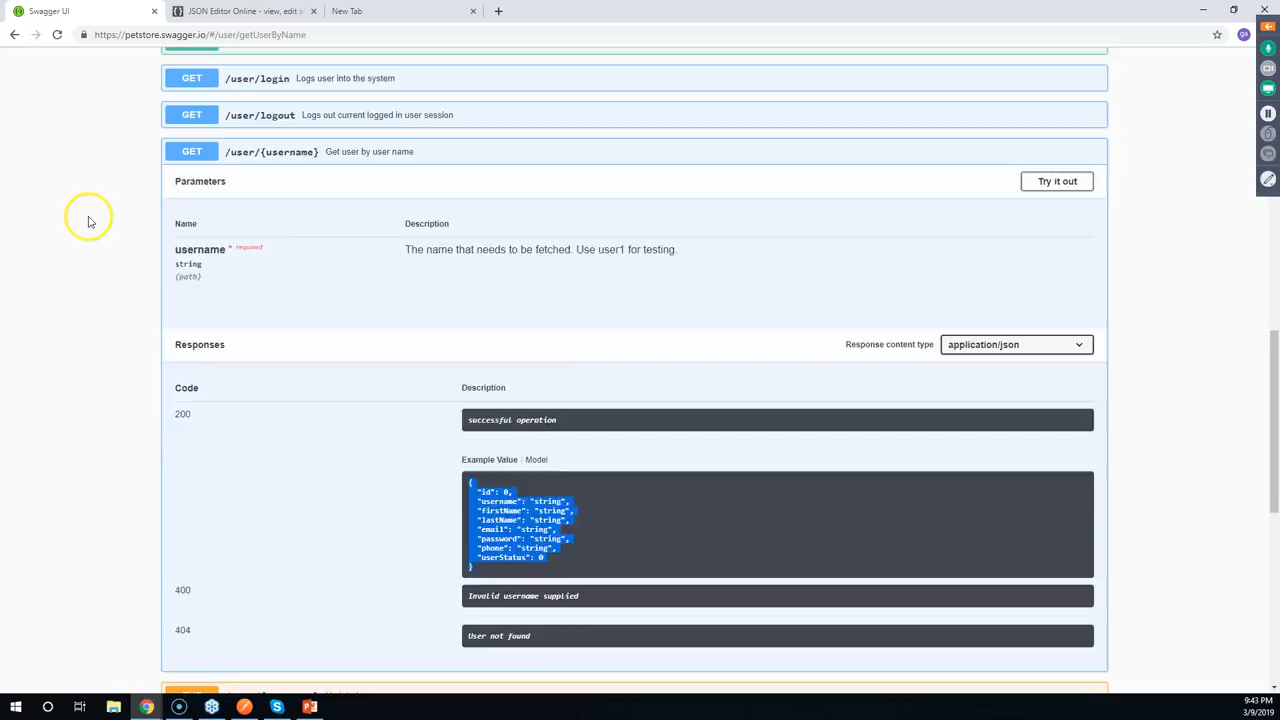 Swagger UI
JSON Editor Online - view, edit a
New Tab
https://petstore.swagger.io/#/user/getUserByName
ga
GET /user/login Logs user into the system
GET /user/logout Logs out current logged in user session
GET /user/{username} Get user by user name
Parameters
Try it out
Name Description
username * required
string
(path)
The name that needs to be fetched. Use user1 for testing.
Responses
Response content type application/json
Code Description
200
successful operation
Example Value | Model
{
"id": 0,
"username": "string",
"firstName": "string",
"lastName": "string",
"email": "string",
"password": "string",
"phone": "string",
"userStatus": 0
}
400
Invalid username supplied
404
User not found
9:43 PM
3/9/2019